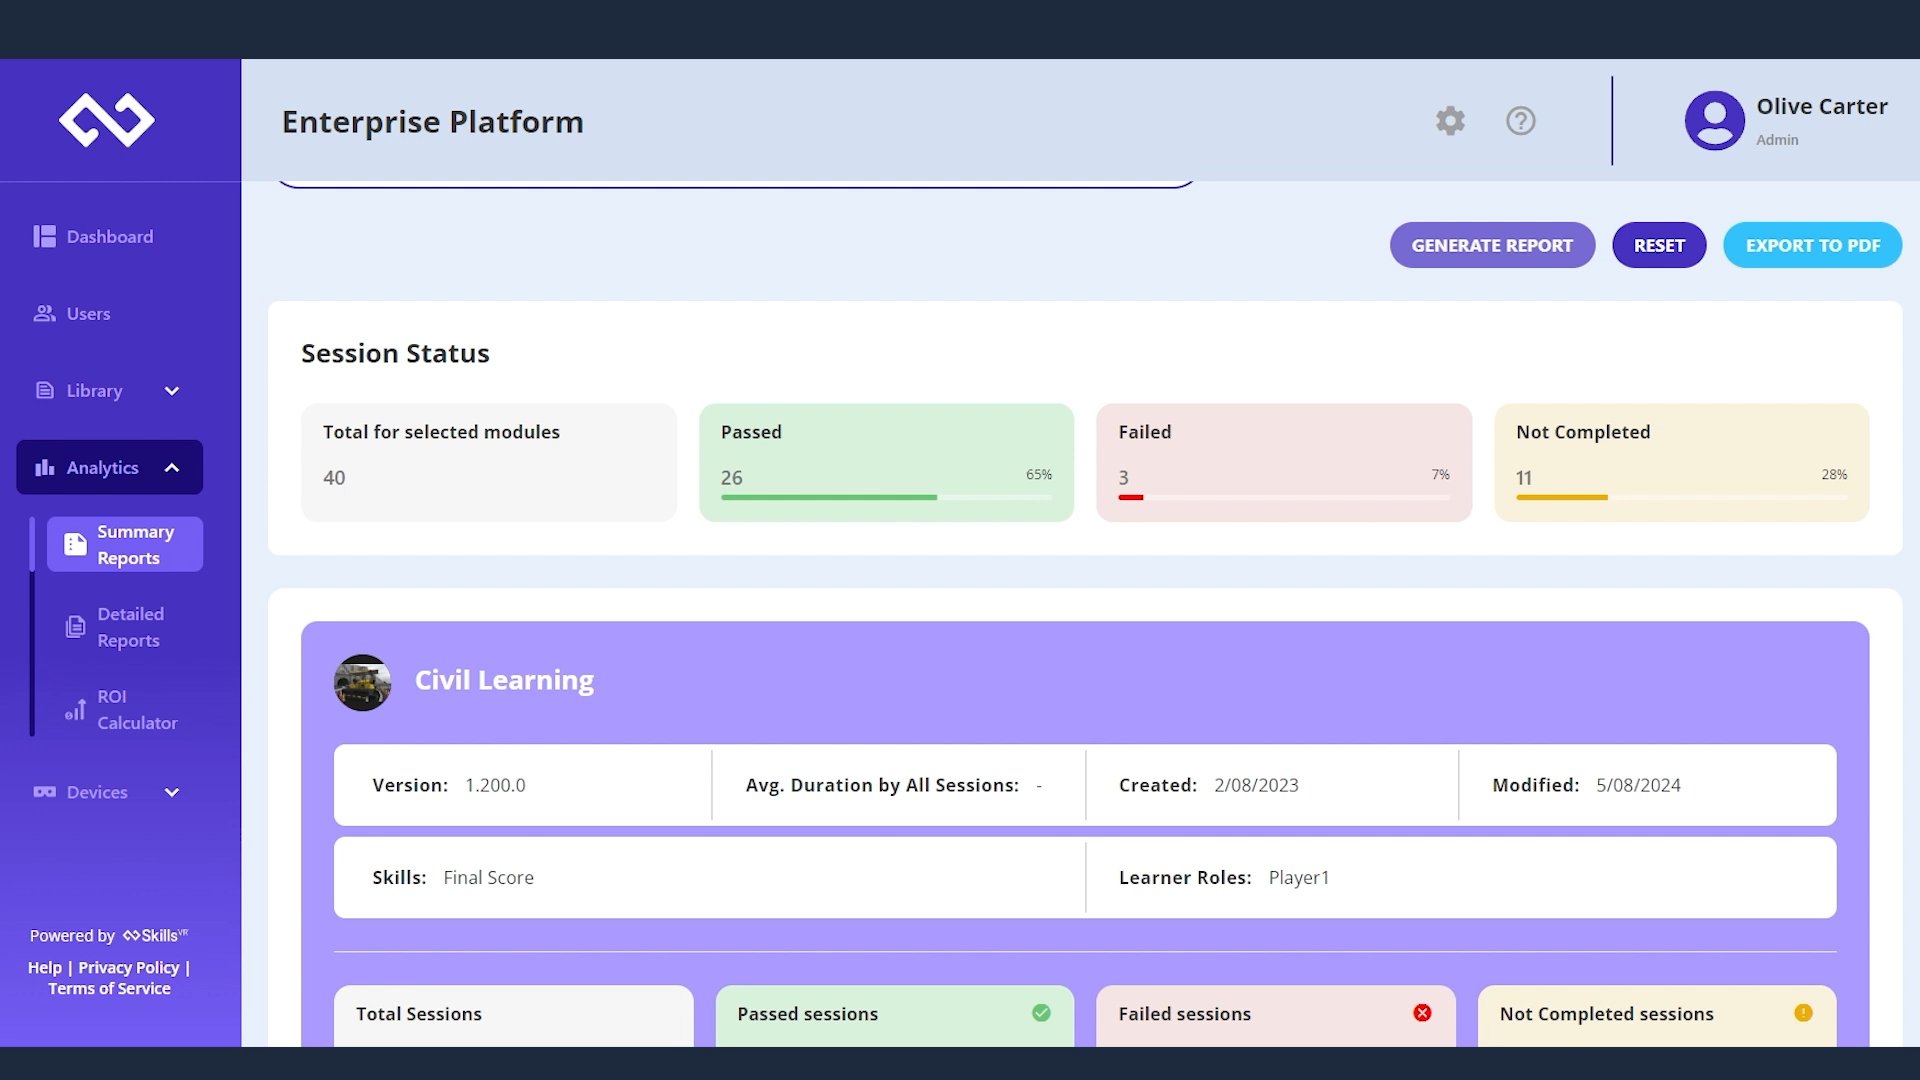 Enterprise Platform
Olive Carter
Admin
Dashboard
Users
Library
Analytics
Summary
Reports
Detailed
Reports
ROI
Calculator
Devices
Powered by SkillsVR
Help | Privacy Policy |
Terms of Service
GENERATE REPORT
RESET
EXPORT TO PDF
Session Status
Total for selected modules
40
Passed
26
65%
Failed
3
7%
Not Completed
11
28%
Civil Learning
Version: 1.200.0
Avg. Duration by All Sessions: -
Created: 2/08/2023
Modified: 5/08/2024
Skills: Final Score
Learner Roles: Player1
Total Sessions
Passed sessions
Failed sessions
Not Completed sessions